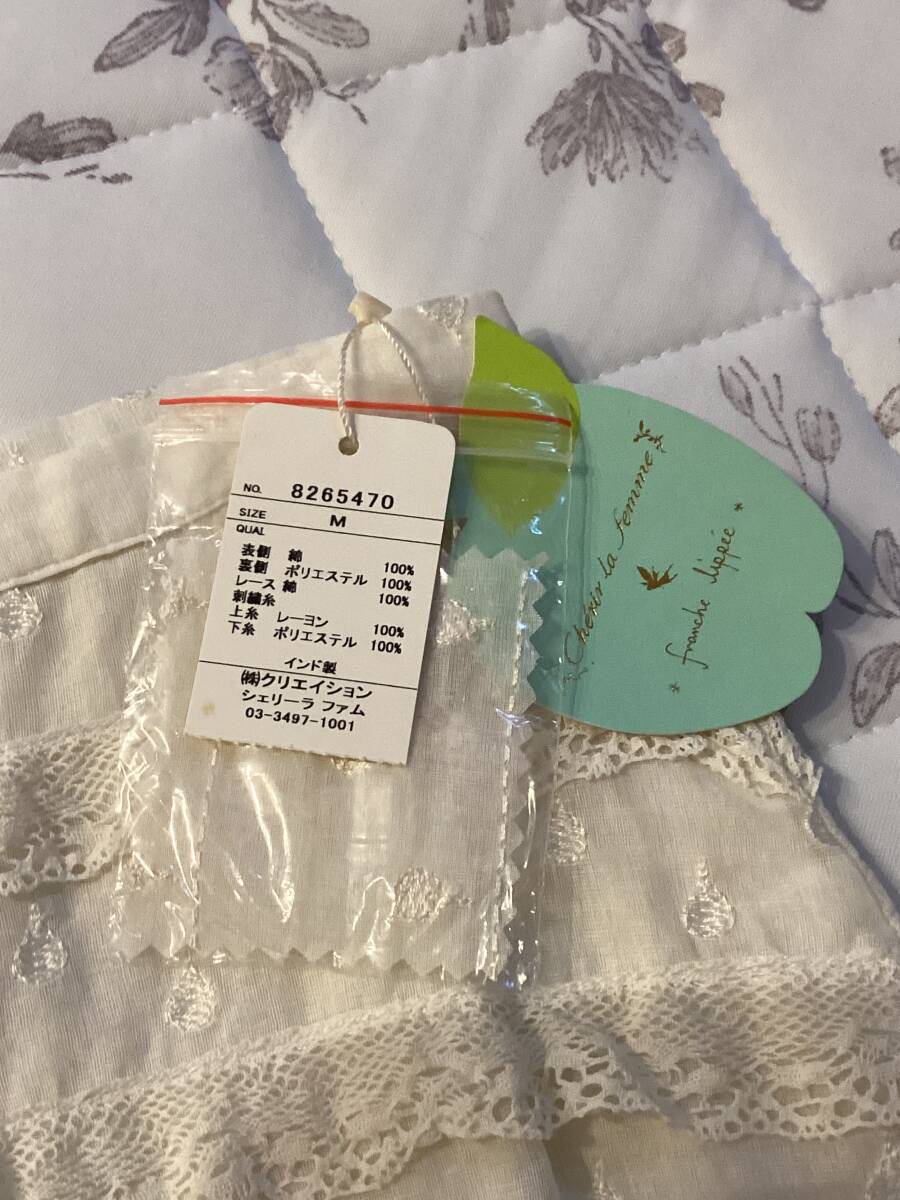 NO. 8265470
SIZE M
QUAL
表側 綿 100%
裏側 ポリエステル 100%
レース 綿 100%
刺繍糸
上糸 レーヨン 100%
下糸 ポリエステル 100%
インド製
㈱クリエイション
シェリーラ ファム
03-3497-1001
Chérir la femme
franche lippée